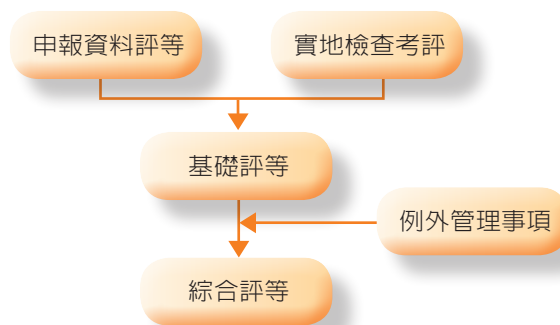 申報資料評等
實地檢查考評
基礎評等
例外管理事項
綜合評等